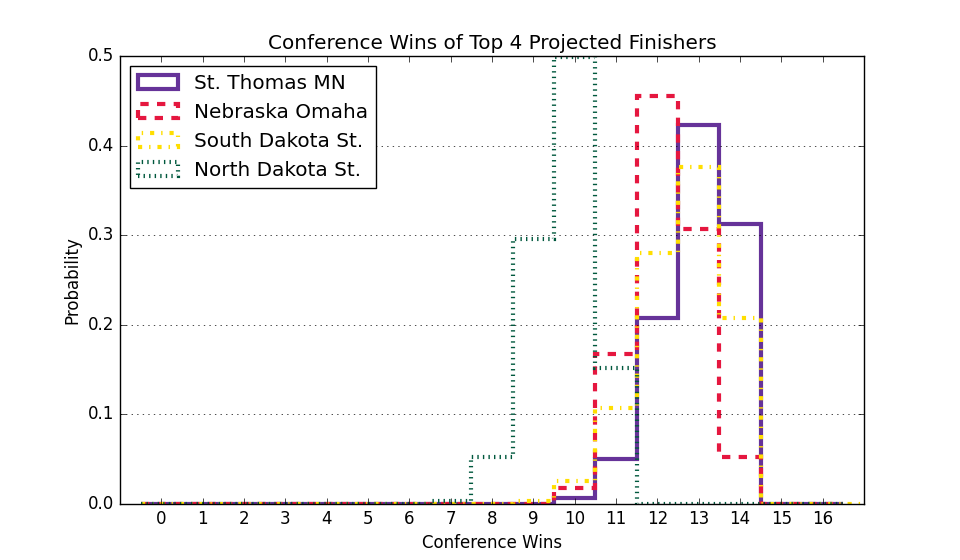 Conference Wins of Top 4 Projected Finishers
0.5
0.4
0.3
0.2
0.1
0.0
Probability
St. Thomas MN
Nebraska Omaha
South Dakota St.
North Dakota St.
0 1 2 3 4 5 6 7 8 9 10 11 12 13 14 15 16
Conference Wins